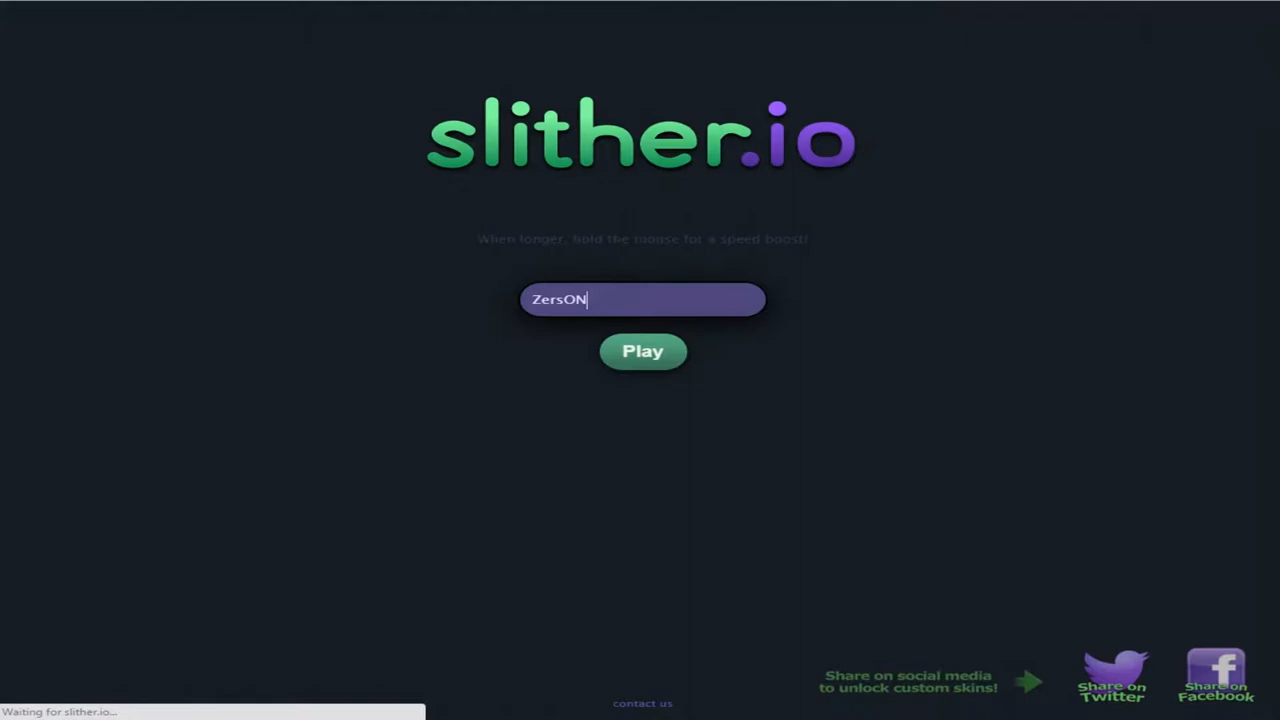 slither.io
When longer, hold the mouse for a speed boost!
ZersON
Play
Share on social media
to unlock custom skins!
Share on
Twitter
f
Share on
Facebook
contact us
Waiting for slither.io...